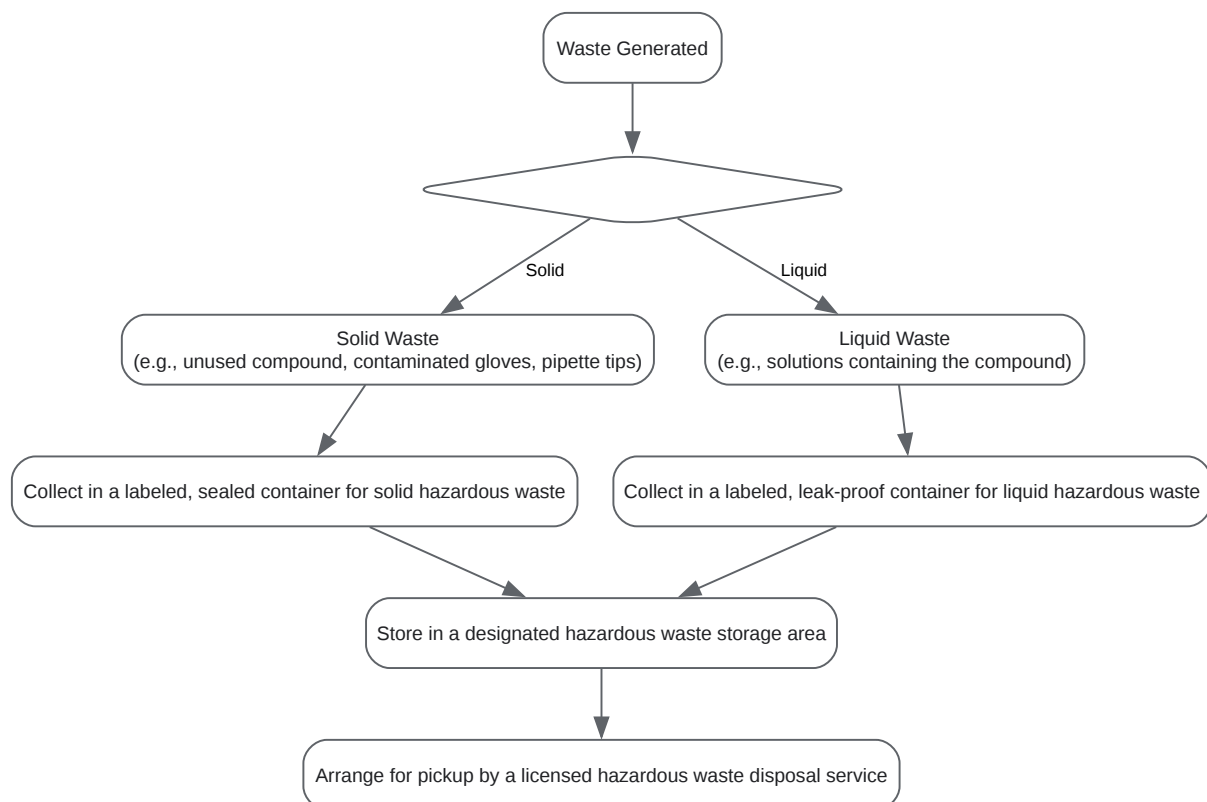 Waste Generated
Solid
Liquid
Solid Waste
(e.g., unused compound, contaminated gloves, pipette tips)
Liquid Waste
(e.g., solutions containing the compound)
Collect in a labeled, sealed container for solid hazardous waste
Collect in a labeled, leak-proof container for liquid hazardous waste
Store in a designated hazardous waste storage area
Arrange for pickup by a licensed hazardous waste disposal service